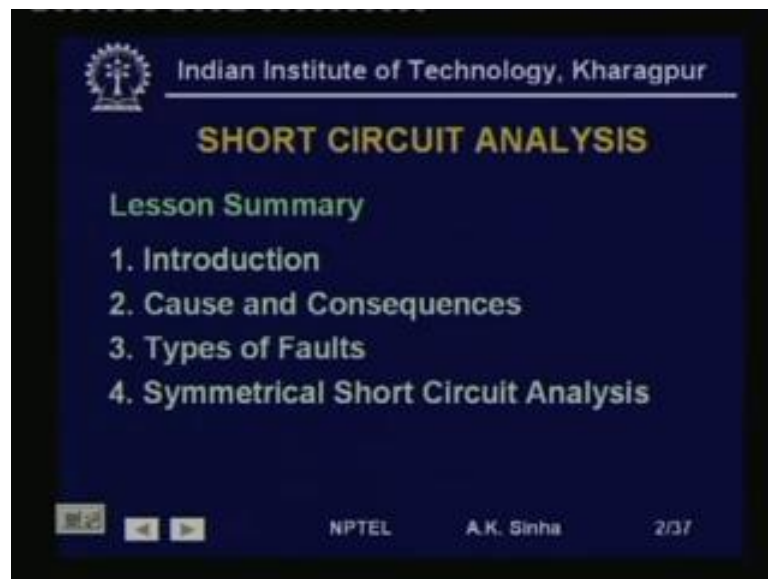 Indian Institute of Technology, Kharagpur
SHORT CIRCUIT ANALYSIS
Lesson Summary
1. Introduction
2. Cause and Consequences
3. Types of Faults
4. Symmetrical Short Circuit Analysis
NPTEL A.K. Sinha 2/37